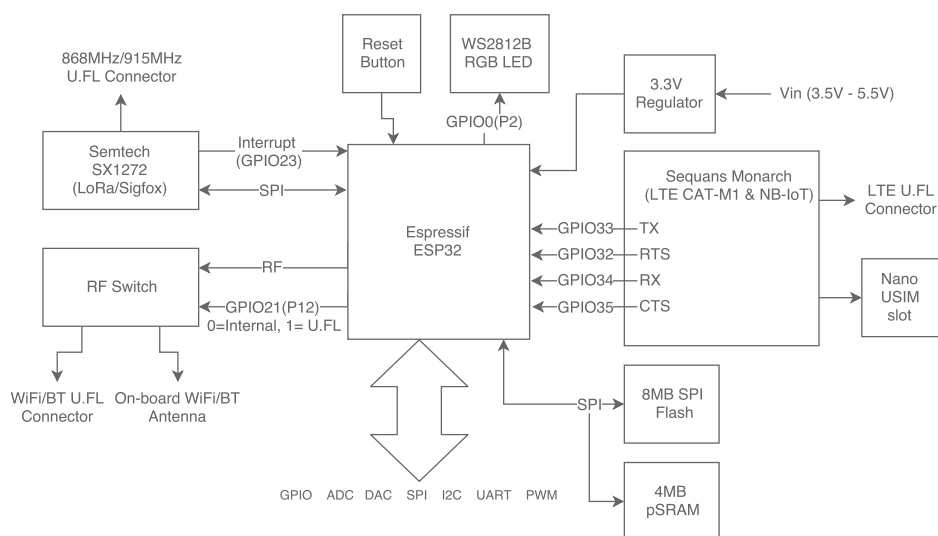 Reset
Button
WS2812B
RGB LED
868MHz/915MHz
U.FL Connector
3.3V
Regulator
Vin (3.5V - 5.5V)
GPIO0(P2)
Semtech
SX1272
(LoRa/Sigfox)
Interrupt
(GPIO23)
SPI
Sequans Monarch
(LTE CAT-M1 & NB-IoT)
LTE U.FL
Connector
Espressif
ESP32
GPIO33
TX
GPIO32
RTS
GPIO34
RX
GPIO35
CTS
RF Switch
RF
GPIO21(P12)
0=Internal, 1= U.FL
Nano
USIM
slot
WiFi/BT U.FL
Connector
On-board WiFi/BT
Antenna
SPI
8MB SPI
Flash
4MB
pSRAM
GPIO ADC DAC SPI I2C UART PWM